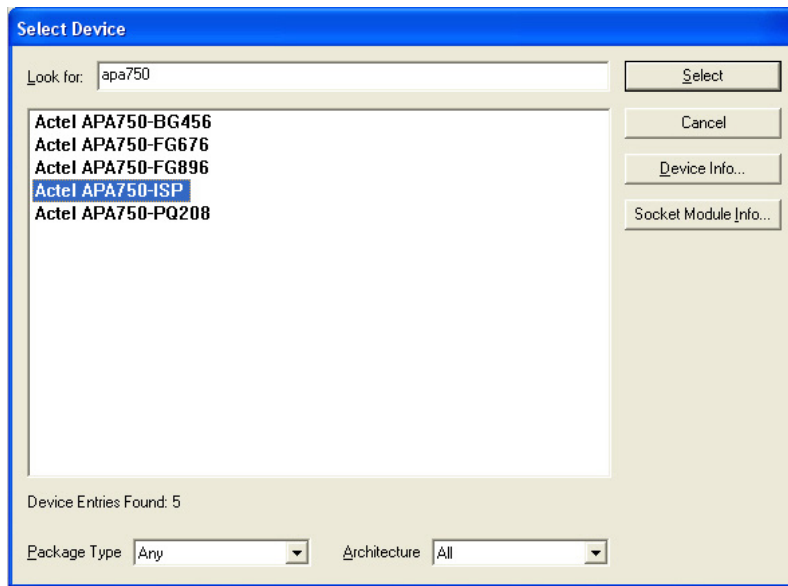 Select Device
Look for: apa750
Select
Actel APA750-BG456
Actel APA750-FG676
Actel APA750-FG896
Actel APA750-ISP
Actel APA750-PQ208
Cancel
Device Info...
Socket Module Info...
Device Entries Found: 5
Package Type Any Architecture All